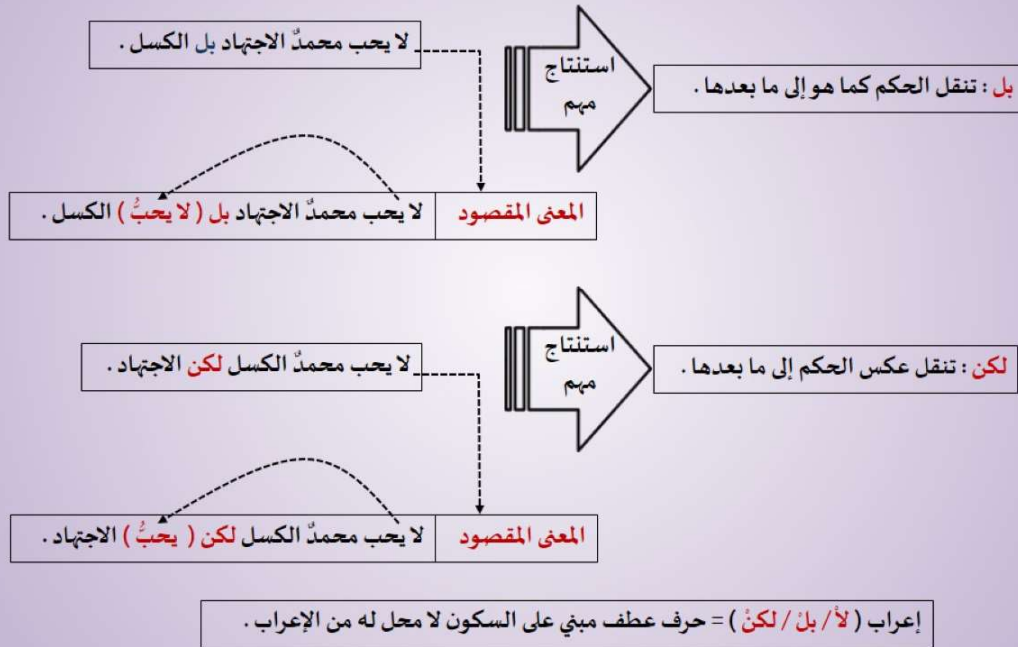 لا يحب محمدٌ الاجتهاد بل الكسل .
استنتاج
مهم
بل : تنقل الحكم كما هو إلى ما بعدها .
المعنى المقصود
لا يحب محمدٌ الاجتهاد بل ( لا يحبُّ ) الكسل .
لا يحب محمدٌ الكسل لكن الاجتهاد .
استنتاج
مهم
لكن : تنقل عكس الحكم إلى ما بعدها .
المعنى المقصود
لا يحب محمدٌ الكسل لكن ( يحبُّ ) الاجتهاد .
إعراب ( لاْ / بلْ / لكنْ ) = حرف عطف مبني على السكون لا محل له من الإعراب .